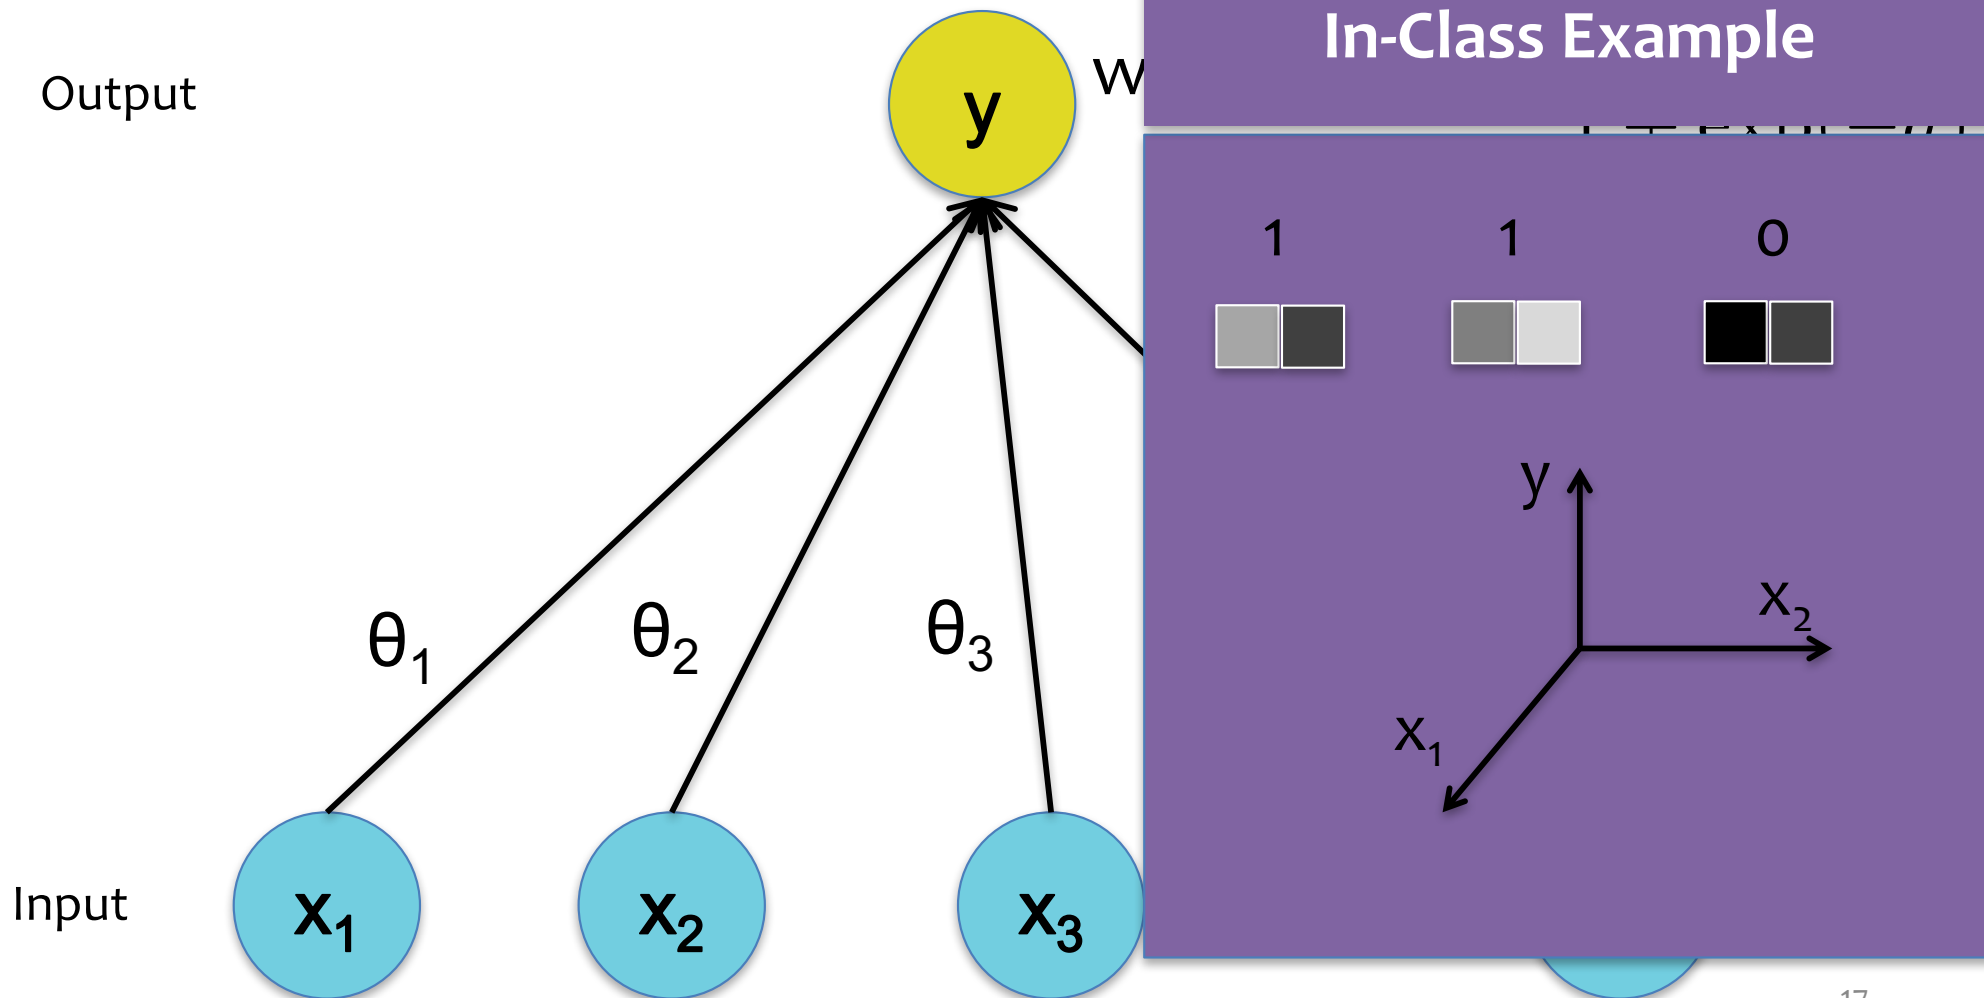 In-Class Example
Output
y
w
1 1 0
y
x₂
x₁
θ₁ θ₂ θ₃
Input
x₁ x₂ x₃